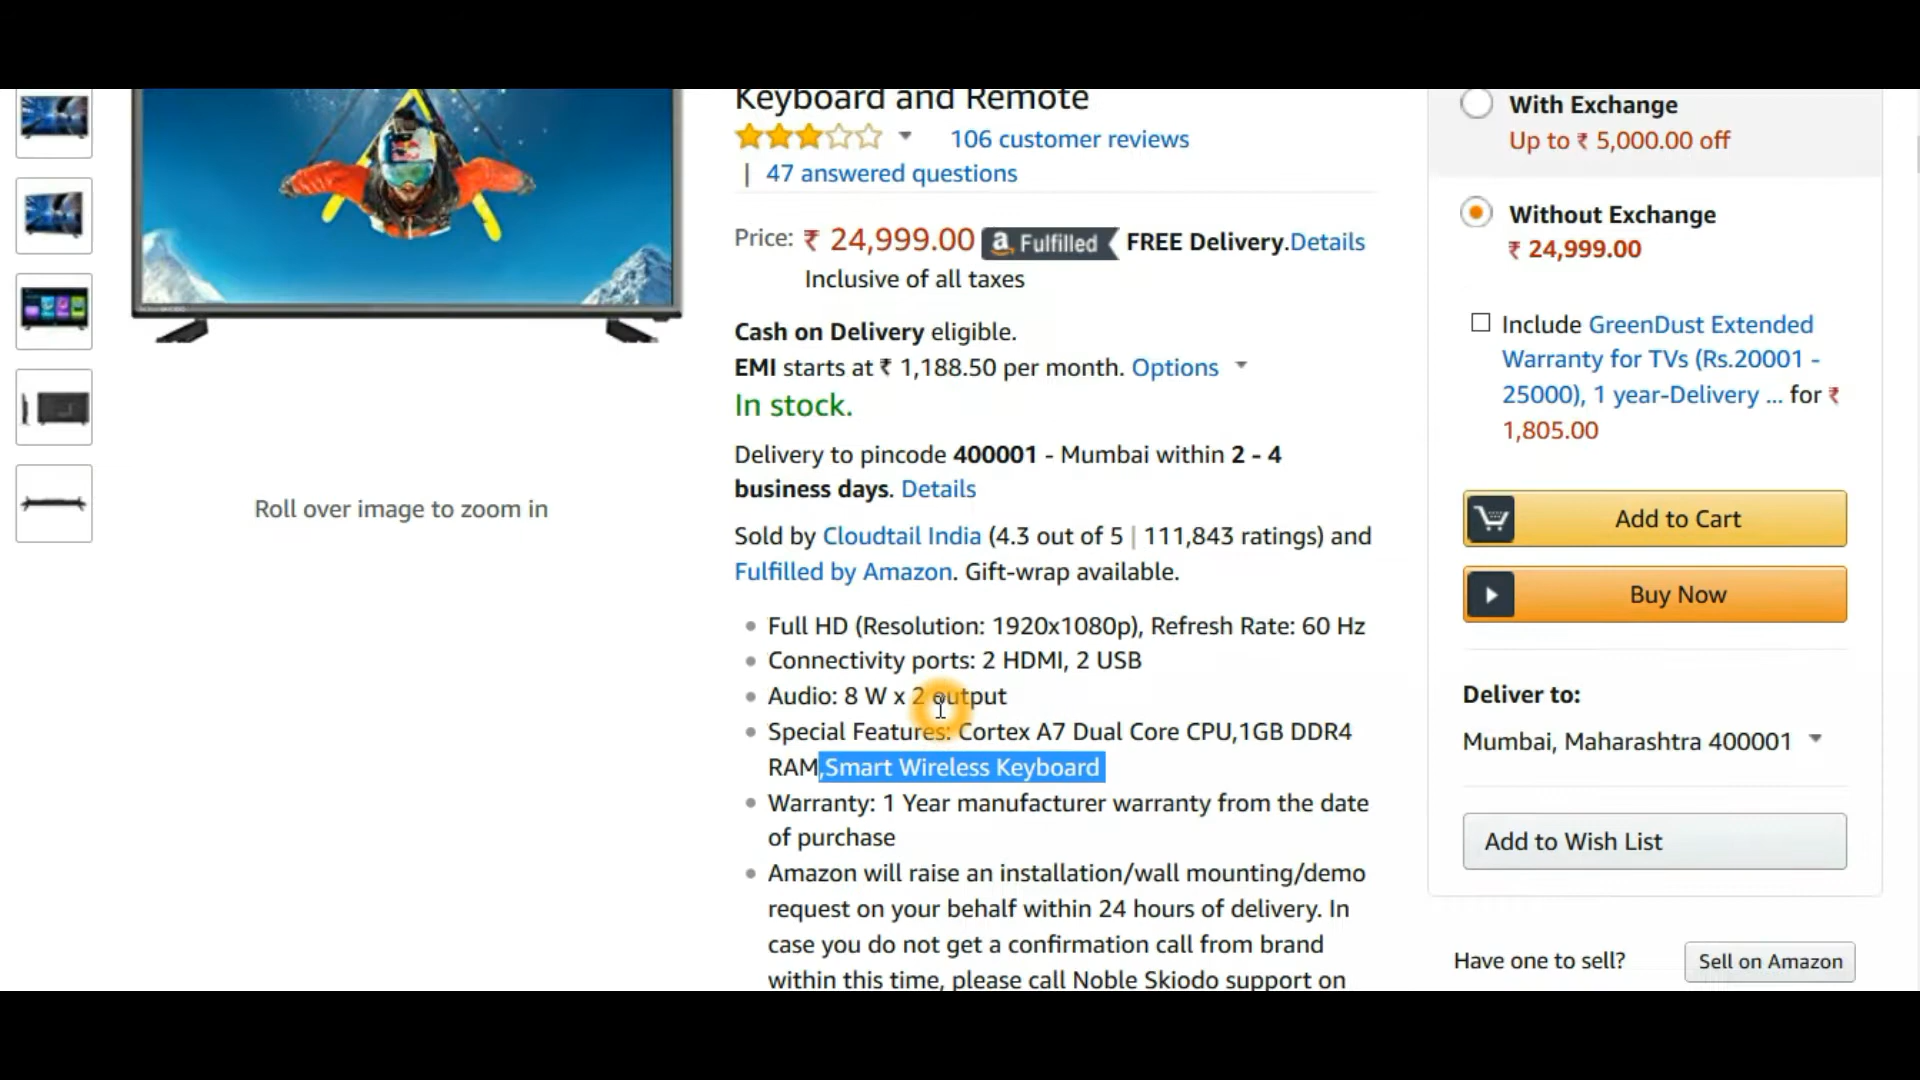 Keyboard and Remote
106 customer reviews
| 47 answered questions
Price: ₹ 24,999.00 a Fulfilled FREE Delivery.Details
Inclusive of all taxes
Cash on Delivery eligible.
EMI starts at ₹ 1,188.50 per month. Options
In stock.
Delivery to pincode 400001 - Mumbai within 2 - 4
business days. Details
Sold by Cloudtail India (4.3 out of 5 | 111,843 ratings) and
Fulfilled by Amazon. Gift-wrap available.
Full HD (Resolution: 1920x1080p), Refresh Rate: 60 Hz
Connectivity ports: 2 HDMI, 2 USB
Audio: 8 W x 2 output
Special Features: Cortex A7 Dual Core CPU,1GB DDR4
RAM,Smart Wireless Keyboard
Warranty: 1 Year manufacturer warranty from the date
of purchase
Amazon will raise an installation/wall mounting/demo
request on your behalf within 24 hours of delivery. In
case you do not get a confirmation call from brand
within this time, please call Noble Skiodo support on
Roll over image to zoom in
With Exchange
Up to ₹ 5,000.00 off
Without Exchange
₹ 24,999.00
Include GreenDust Extended
Warranty for TVs (Rs.20001 -
25000), 1 year-Delivery ... for ₹
1,805.00
Add to Cart
Buy Now
Deliver to:
Mumbai, Maharashtra 400001
Add to Wish List
Have one to sell?
Sell on Amazon